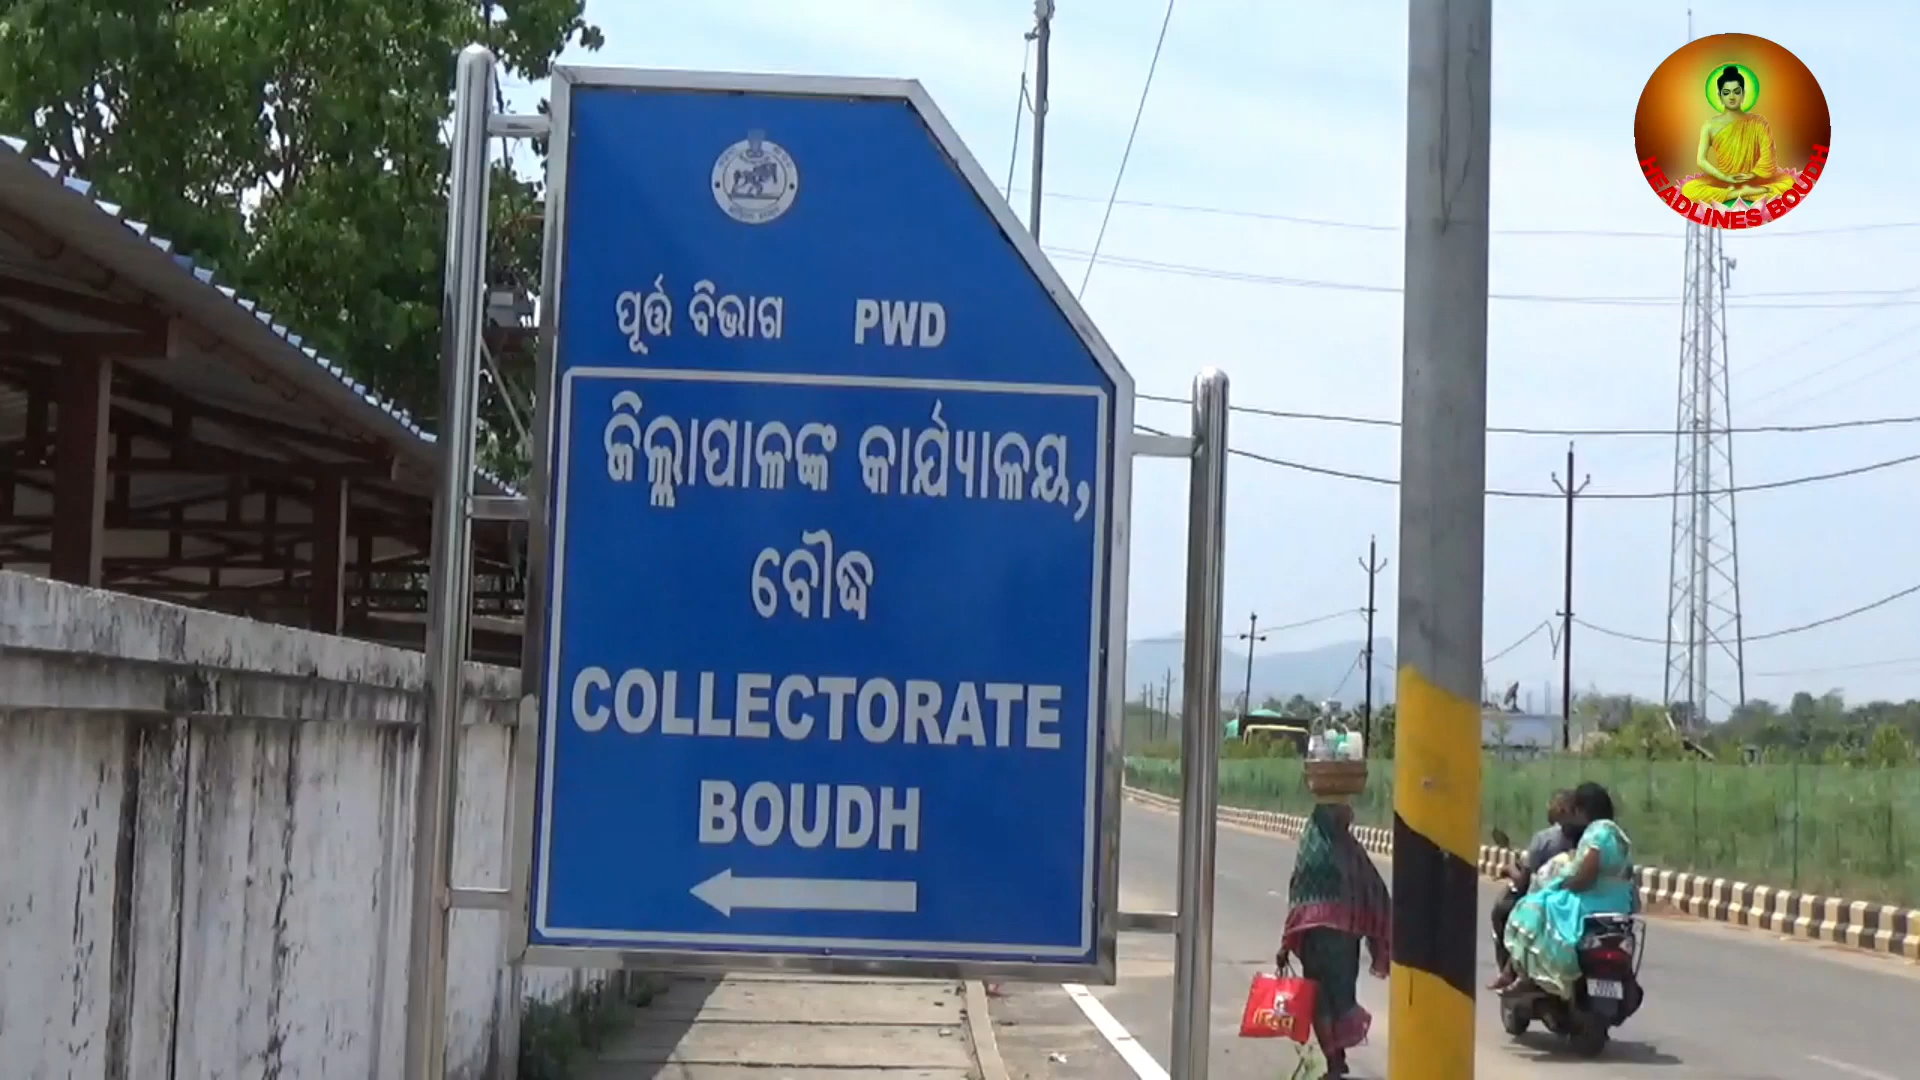 HEADLINES BOUDH
ପୂର୍ତ୍ତ ବିଭାଗ PWD
ଜିଲ୍ଲାପାଳଙ୍କ କାର୍ଯ୍ୟାଳୟ,
ବୌଦ୍ଧ
COLLECTORATE
BOUDH